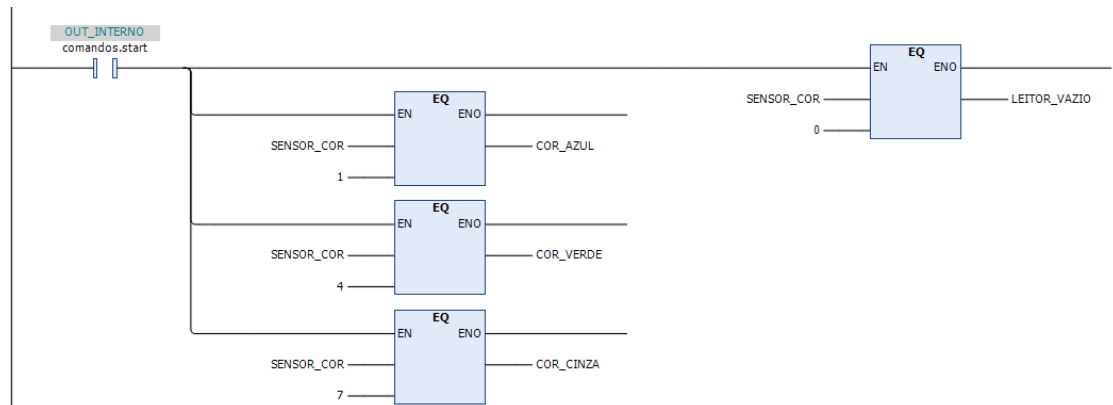 OUT_INTERNO
comandos.start
EQ
EN ENO
SENSOR_COR LEITOR_VAZIO
0
EQ
EN ENO
SENSOR_COR COR_AZUL
1
EQ
EN ENO
SENSOR_COR COR_VERDE
4
EQ
EN ENO
SENSOR_COR COR_CINZA
7